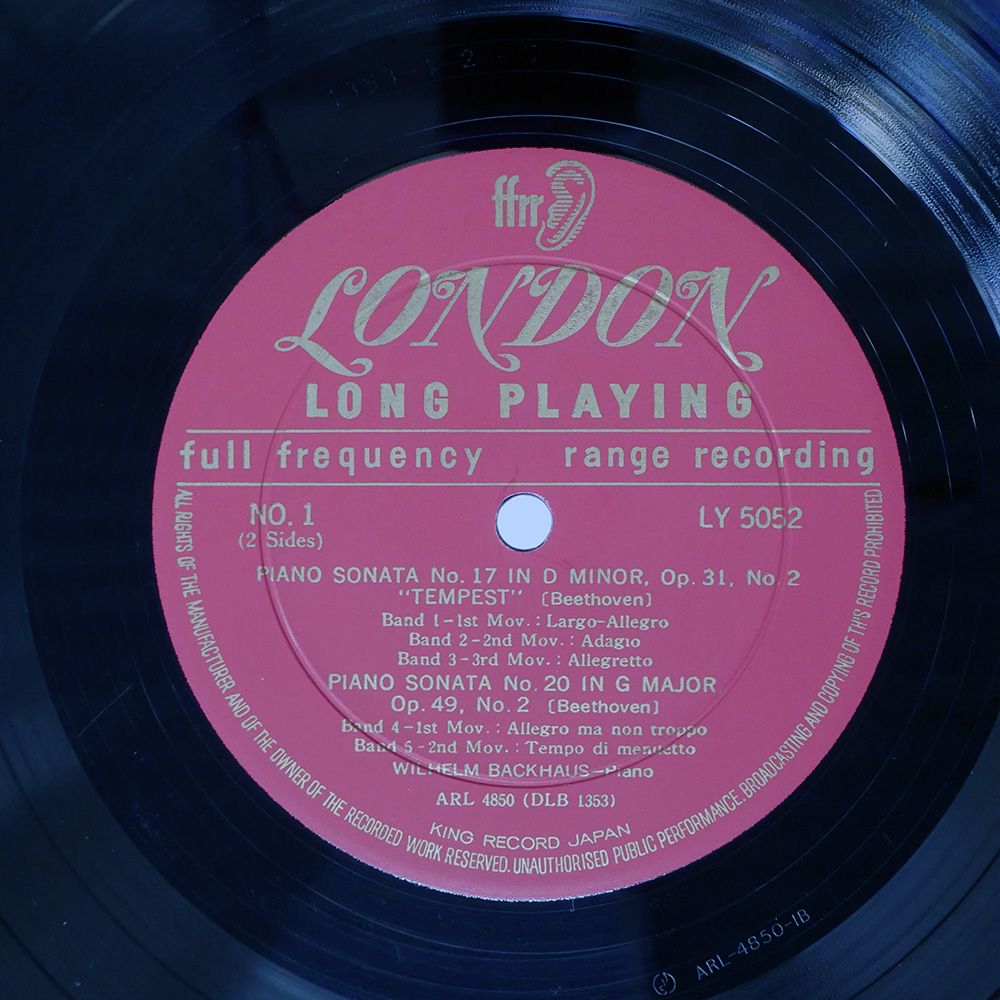 ffrr
LONDON
LONG PLAYING
full frequency range recording
NO. 1
(2 Sides)
LY 5052
PIANO SONATA No. 17 IN D MINOR, Op. 31, No. 2
"TEMPEST" (Beethoven)
Band 1-1st Mov. : Largo-Allegro
Band 2-2nd Mov. : Adagio
Band 3-3rd Mov. : Allegretto
PIANO SONATA No. 20 IN G MAJOR
Op. 49, No. 2 (Beethoven)
Band 4-1st Mov. : Allegro ma non troppo
Band 5-2nd Mov. : Tempo di menuetto
WILHELM BACKHAUS-Piano
ARL 4850 (DLB 1353)
KING RECORD JAPAN
ALL RIGHTS OF THE MANUFACTURER AND OF THE OWNER OF THE RECORDED WORK RESERVED. UNAUTHORISED PUBLIC PERFORMANCE. BROADCASTING AND COPYING OF THIS RECORD PROHIBITED
ARL-4850-1B